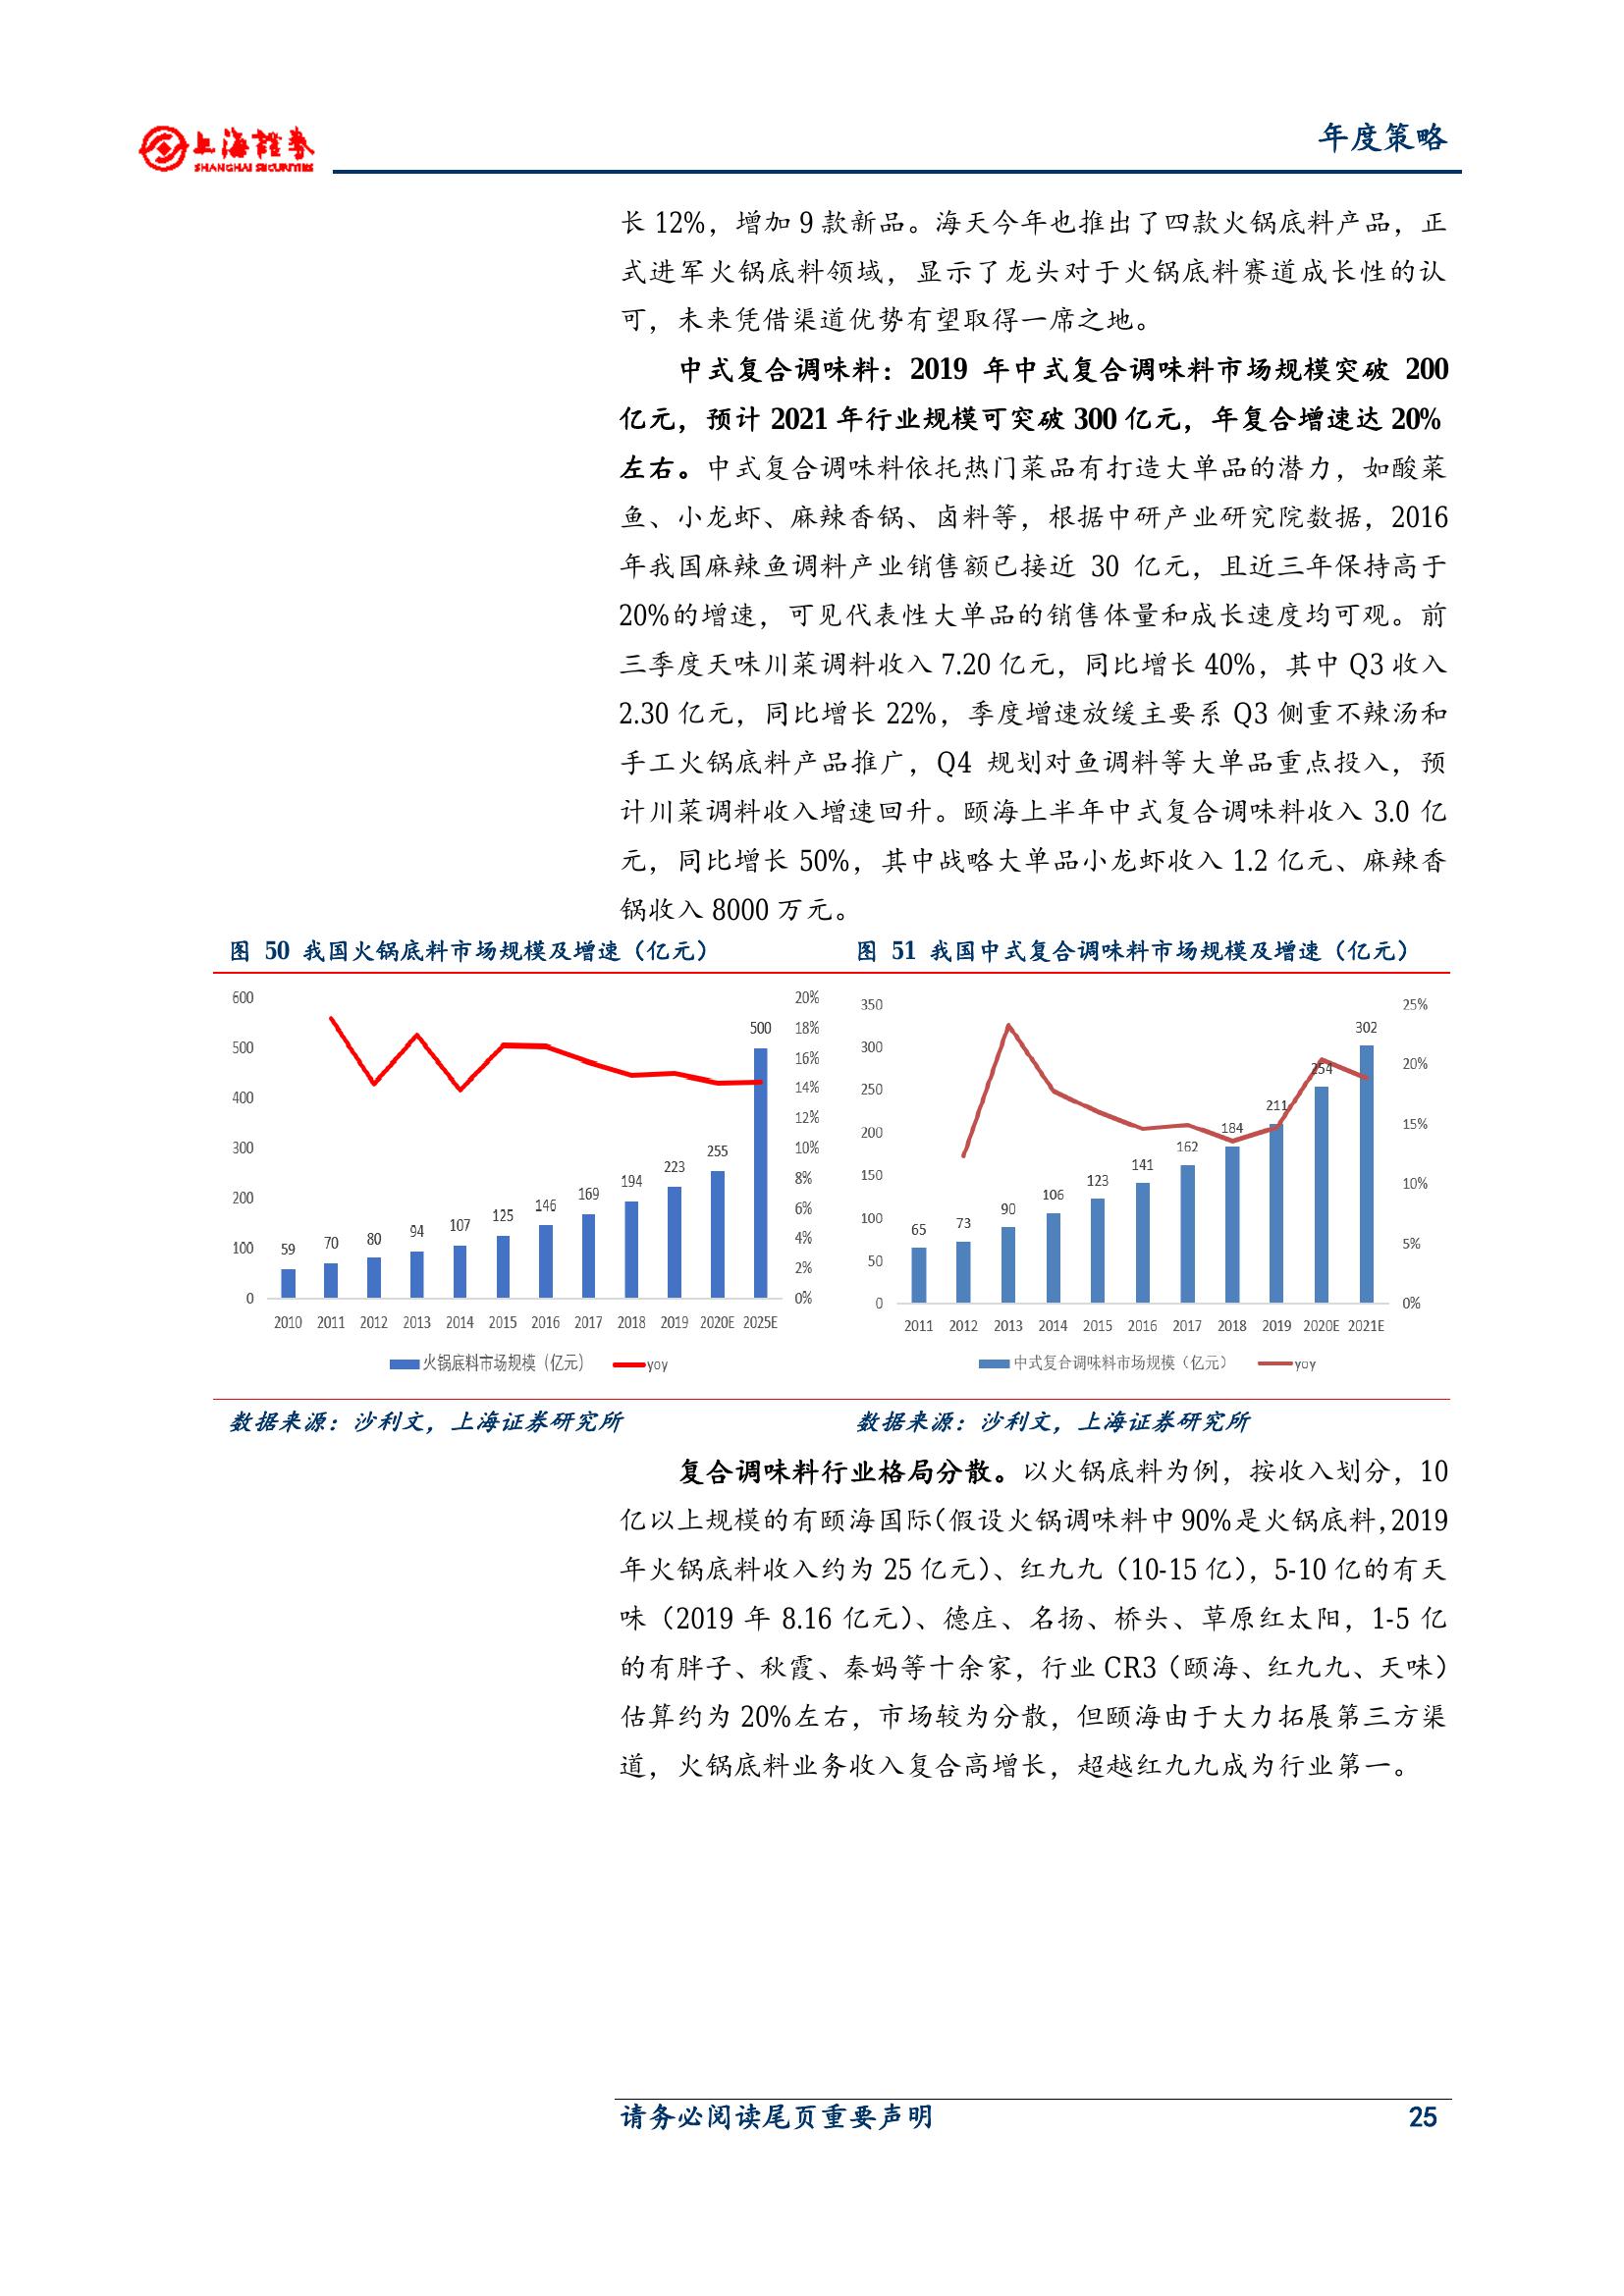 上海證券
SHANGHAI SECURITIES
年度策略
长 12%，增加 9 款新品。海天今年也推出了四款火锅底料产品，正
式进军火锅底料领域，显示了龙头对于火锅底料赛道成长性的认
可，未来凭借渠道优势有望取得一席之地。
中式复合调味料：2019 年中式复合调味料市场规模突破 200
亿元，预计 2021 年行业规模可突破 300 亿元，年复合增速达 20%
左右。中式复合调味料依托热门菜品有打造大单品的潜力，如酸菜
鱼、小龙虾、麻辣香锅、卤料等，根据中研产业研究院数据，2016
年我国麻辣鱼调料产业销售额已接近 30 亿元，且近三年保持高于
20%的增速，可见代表性大单品的销售体量和成长速度均可观。前
三季度天味川菜调料收入 7.20 亿元，同比增长 40%，其中 Q3 收入
2.30 亿元，同比增长 22%，季度增速放缓主要系 Q3 侧重不辣汤和
手工火锅底料产品推广，Q4 规划对鱼调料等大单品重点投入，预
计川菜调料收入增速回升。颐海上半年中式复合调味料收入 3.0 亿
元，同比增长 50%，其中战略大单品小龙虾收入 1.2 亿元、麻辣香
锅收入 8000 万元。
图 50 我国火锅底料市场规模及增速（亿元）
600
500
400
300
200
100
0
20%
18%
16%
14%
12%
10%
8%
6%
4%
2%
0%
59 70 80 94 107 125 146 169 194 223 255 500
2010 2011 2012 2013 2014 2015 2016 2017 2018 2019 2020E 2025E
火锅底料市场规模（亿元） yoy
图 51 我国中式复合调味料市场规模及增速（亿元）
350
300
250
200
150
100
50
0
25%
20%
15%
10%
5%
0%
65 73 90 106 123 141 162 184 211 254 302
2011 2012 2013 2014 2015 2016 2017 2018 2019 2020E 2021E
中式复合调味料市场规模（亿元） yoy
数据来源：沙利文，上海证券研究所
数据来源：沙利文，上海证券研究所
复合调味料行业格局分散。以火锅底料为例，按收入划分，10
亿以上规模的有颐海国际（假设火锅调味料中 90%是火锅底料，2019
年火锅底料收入约为 25 亿元）、红九九（10-15 亿），5-10 亿的有天
味（2019 年 8.16 亿元）、德庄、名扬、桥头、草原红太阳，1-5 亿
的有胖子、秋霞、秦妈等十余家，行业 CR3（颐海、红九九、天味）
估算约为 20%左右，市场较为分散，但颐海由于大力拓展第三方渠
道，火锅底料业务收入复合高增长，超越红九九成为行业第一。
请务必阅读尾页重要声明
25